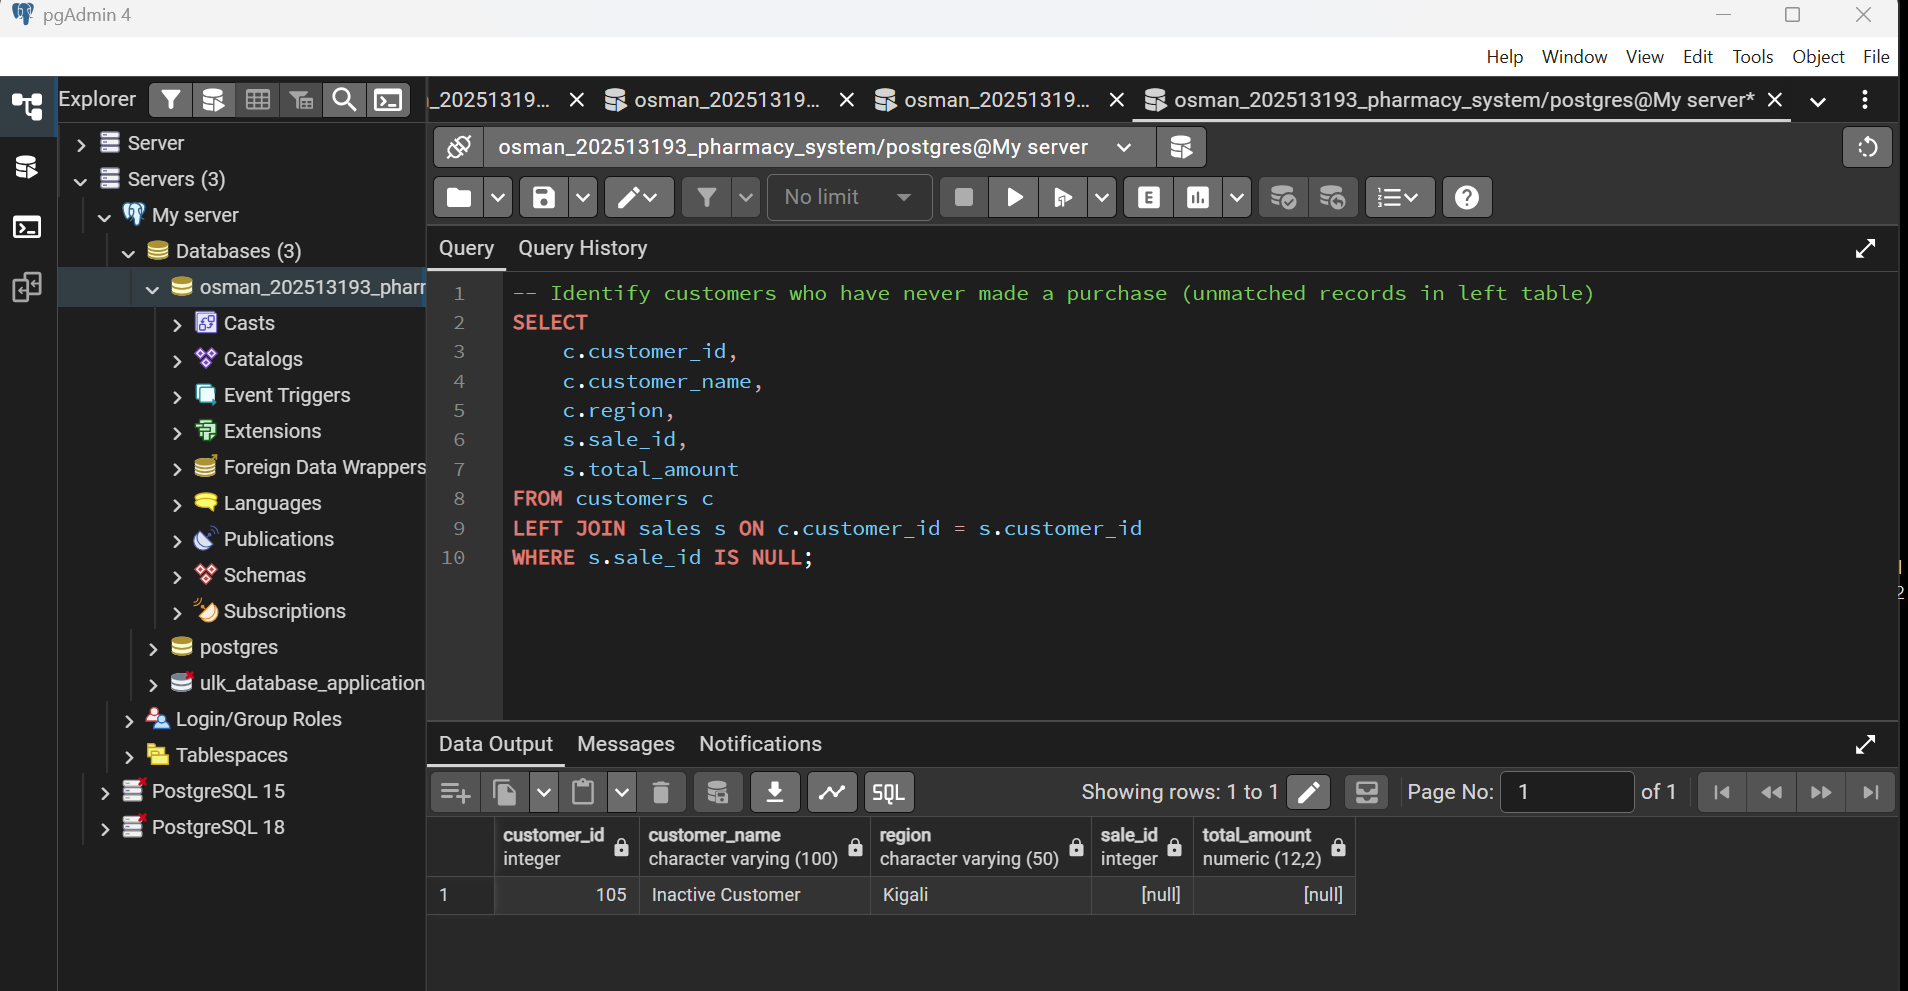 pgAdmin 4
Help Window View Edit Tools Object File
Explorer
_20251319... osman_20251319... osman_20251319... osman_202513193_pharmacy_system/postgres@My server*
osman_202513193_pharmacy_system/postgres@My server
No limit
E
Query Query History
Server
Servers (3)
My server
Databases (3)
osman_202513193_pharr
Casts
Catalogs
Event Triggers
Extensions
Foreign Data Wrappers
Languages
Publications
Schemas
Subscriptions
postgres
ulk_database_application
Login/Group Roles
Tablespaces
PostgreSQL 15
PostgreSQL 18
1 -- Identify customers who have never made a purchase (unmatched records in left table)
2 SELECT
3 c.customer_id,
4 c.customer_name,
5 c.region,
6 s.sale_id,
7 s.total_amount
8 FROM customers c
9 LEFT JOIN sales s ON c.customer_id = s.customer_id
10 WHERE s.sale_id IS NULL;
Data Output Messages Notifications
SQL Showing rows: 1 to 1 Page No: 1 of 1
customer_id customer_name region sale_id total_amount
integer character varying (100) character varying (50) integer numeric (12,2)
1 105 Inactive Customer Kigali [null] [null]